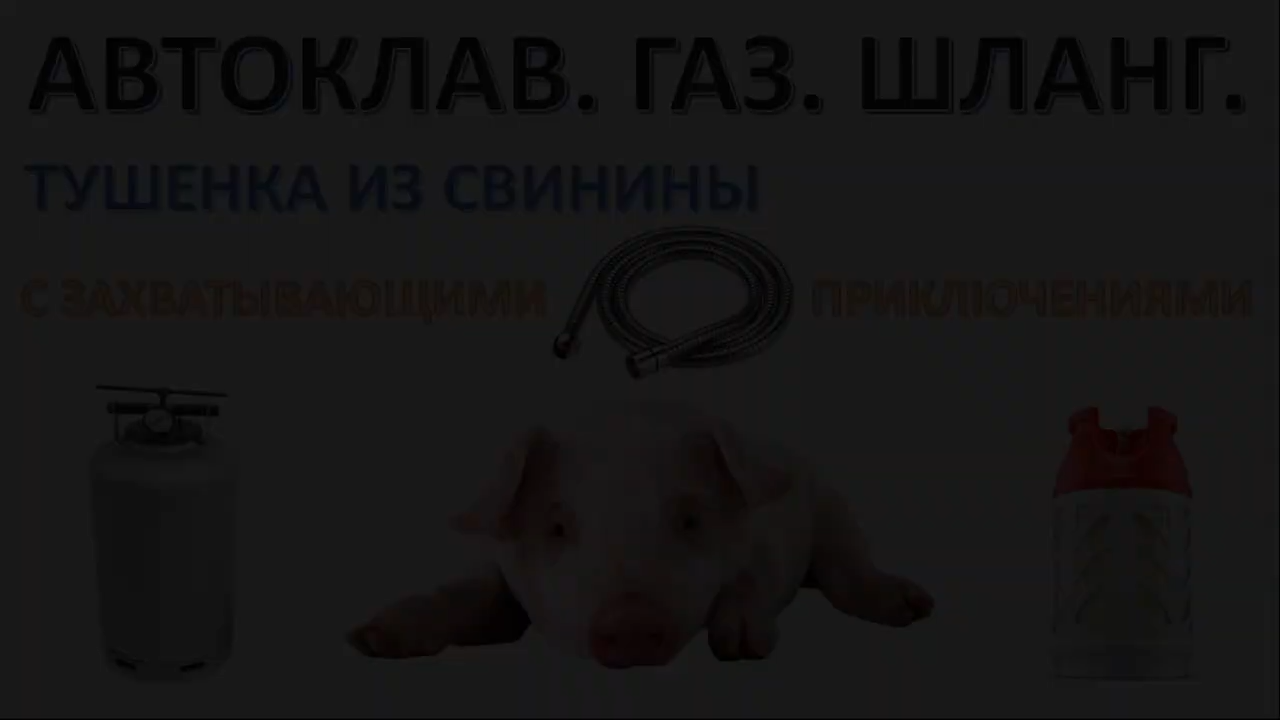 АВТОКЛАВ. ГАЗ. ШЛАНГ.
ТУШЕНКА ИЗ СВИНИНЫ
С ЗАХВАТЫВАЮЩИМИ ПРИКЛЮЧЕНИЯМИ